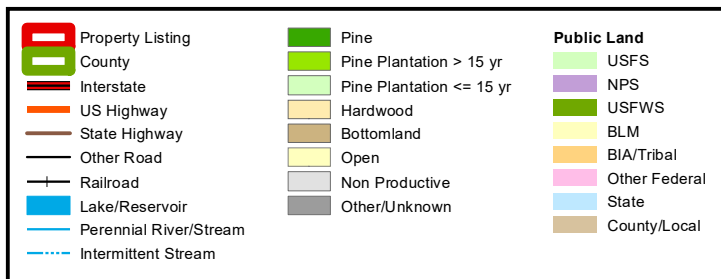 Property Listing
County
Interstate
US Highway
State Highway
Other Road
Railroad
Lake/Reservoir
Perennial River/Stream
Intermittent Stream
Pine
Pine Plantation > 15 yr
Pine Plantation <= 15 yr
Hardwood
Bottomland
Open
Non Productive
Other/Unknown
Public Land
USFS
NPS
USFWS
BLM
BIA/Tribal
Other Federal
State
County/Local